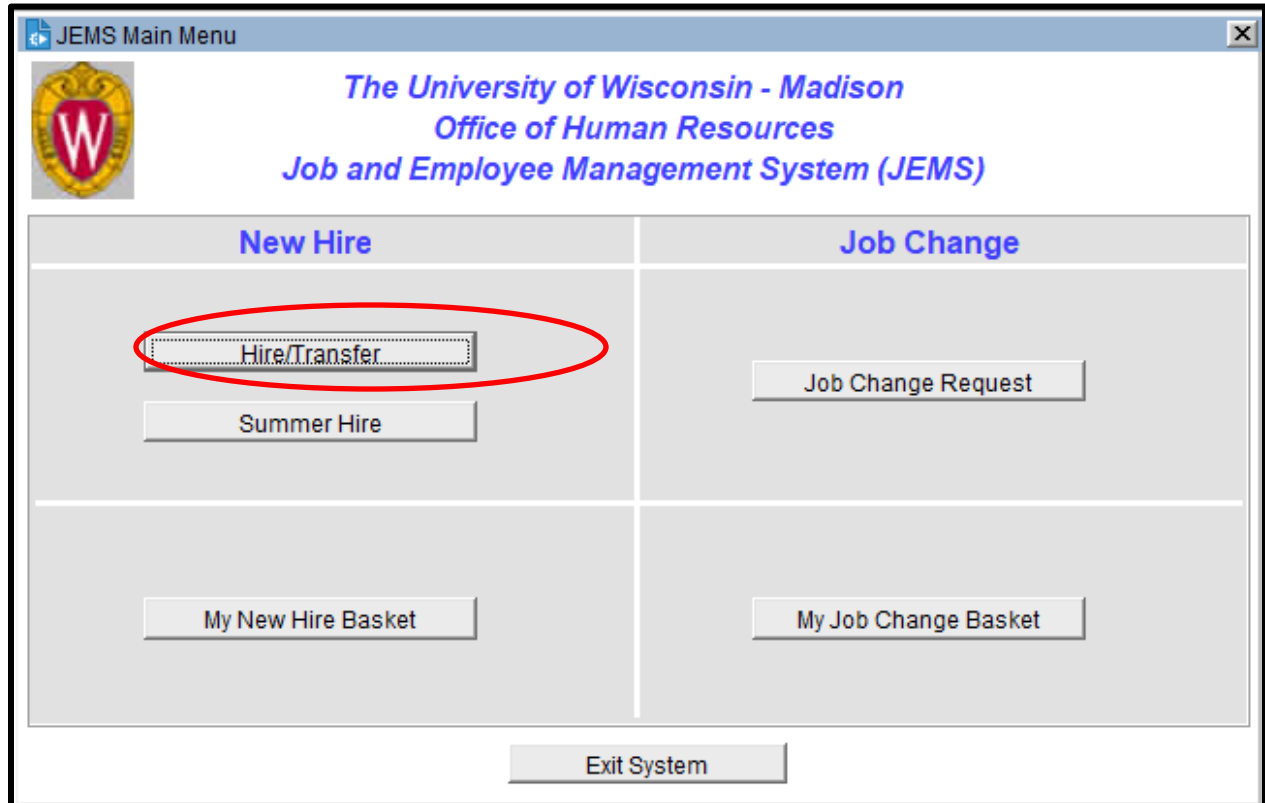 JEMS Main Menu
W
The University of Wisconsin - Madison
Office of Human Resources
Job and Employee Management System (JEMS)
New Hire
Job Change
Hire/Transfer
Job Change Request
Summer Hire
My New Hire Basket
My Job Change Basket
Exit System